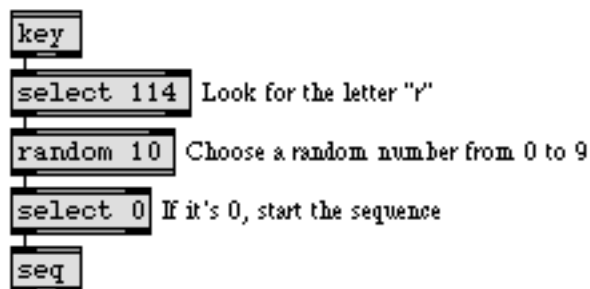 key
select 114 Look for the letter "r"
random 10 Choose a random number from 0 to 9
select 0 If it's 0, start the sequence
seq